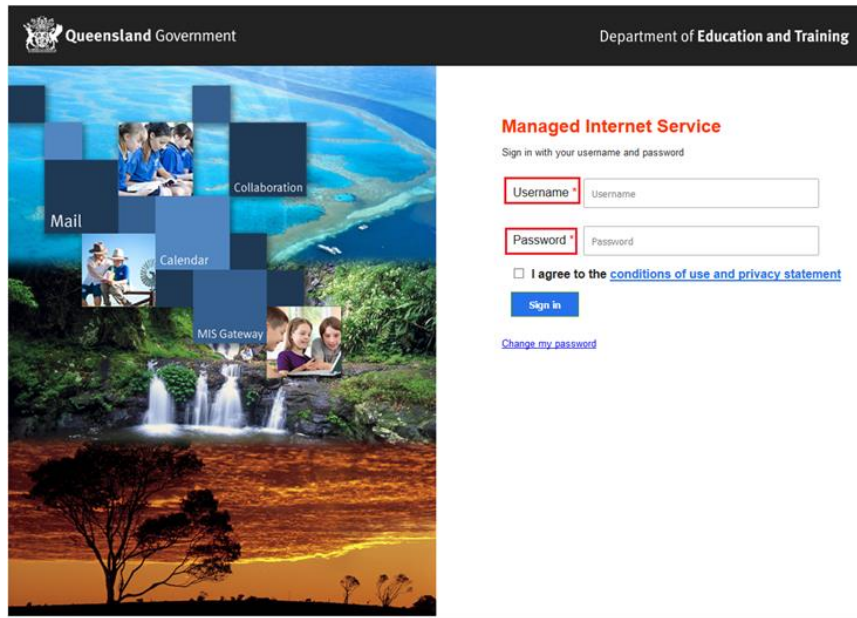 Queensland Government
Department of Education and Training
Collaboration
Mail
Calendar
MIS Gateway
Managed Internet Service
Sign in with your username and password
Username *
Username
Password *
Password
I agree to the conditions of use and privacy statement
Sign in
Change my password